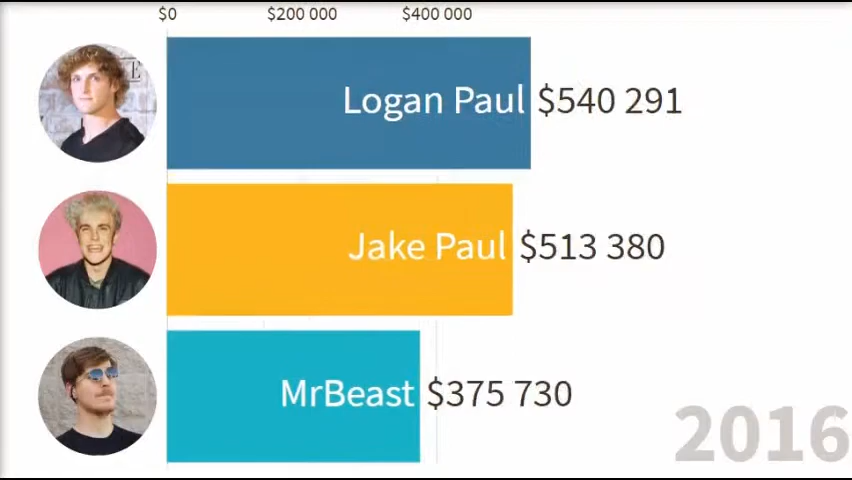 $0 $200 000 $400 000
Logan Paul $540 291
Jake Paul $513 380
MrBeast $375 730
2016